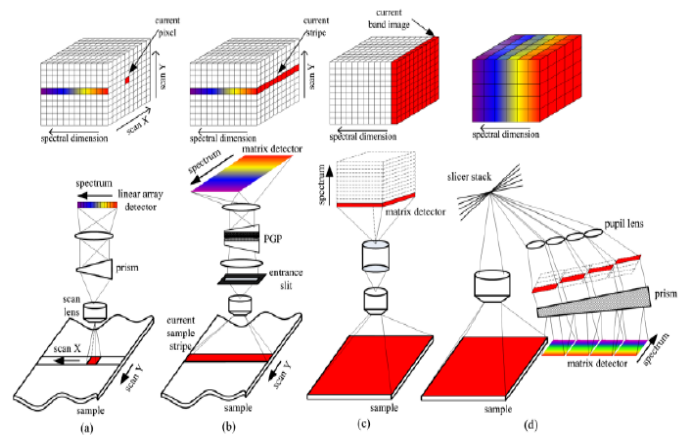 current
pixel
scan Y
spectral dimension
scan X
current
stripe
scan Y
spectral dimension
current
band image
spectral dimension
spectral dimension
spectrum
linear array
detector
prism
scan
lens
scan X
scan Y
sample
(a)
spectrum
matrix detector
PGP
entrance
slit
current
sample
stripe
scan Y
sample
(b)
spectrum
matrix detector
sample
(c)
slicer stack
pupil lens
prism
matrix detector
spectrum
sample
(d)